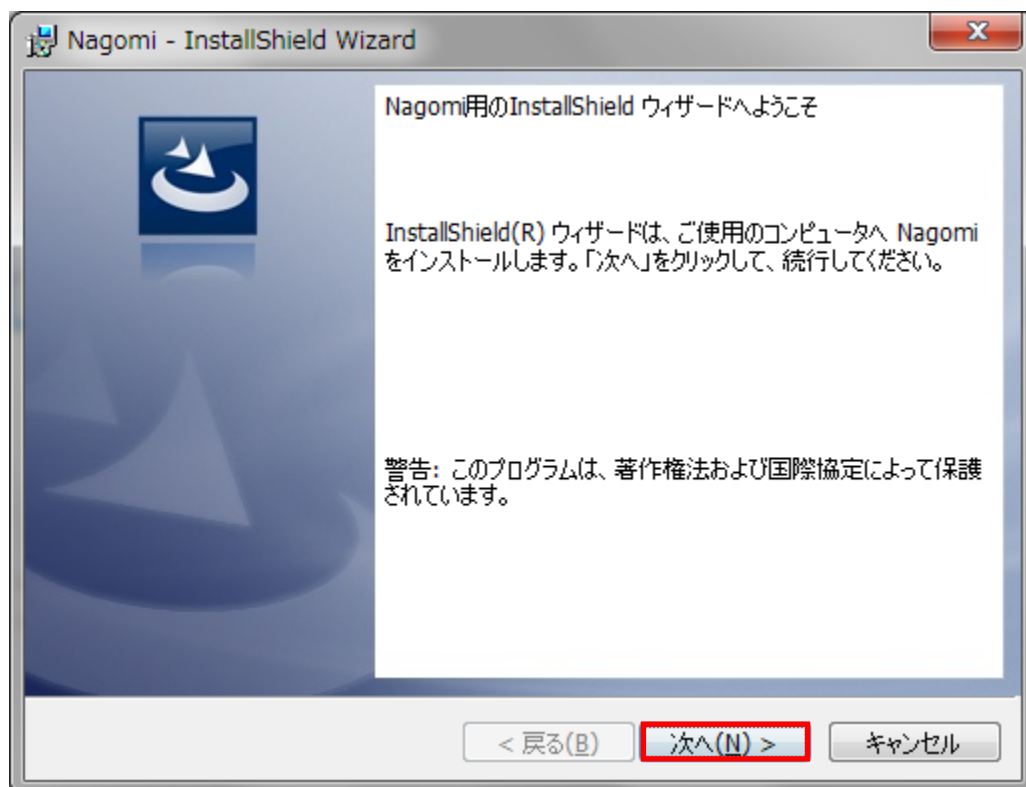 Nagomi - InstallShield Wizard
Nagomi用のInstallShield ウィザードへようこそ
InstallShield(R) ウィザードは、ご使用のコンピュータへ Nagomi
をインストールします。「次へ」をクリックして、続行してください。
警告: このプログラムは、著作権法および国際協定によって保護
されています。
< 戻る(B)
次へ(N) >
キャンセル